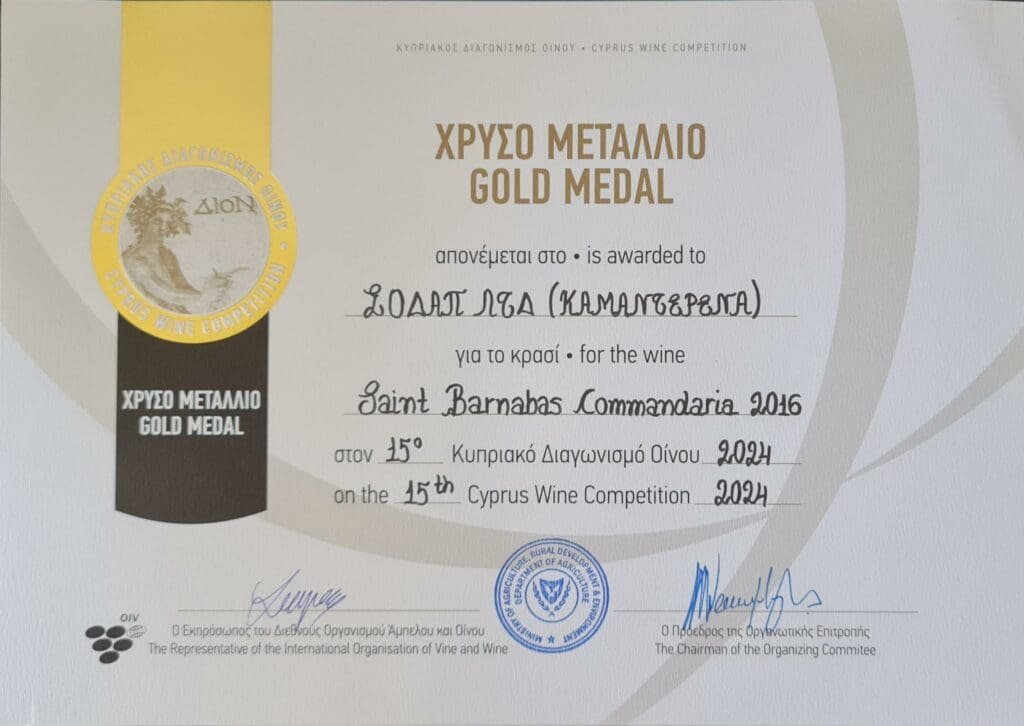 ΚΥΠΡΙΑΚΟΣ ΔΙΑΓΩΝΙΣΜΟΣ ΟΙΝΟΥ • CYPRUS WINE COMPETITION
ΧΡΥΣΟ ΜΕΤΑΛΛΙΟ
GOLD MEDAL
ΚΥΠΡΙΑΚΟΣ ΔΙΑΓΩΝΙΣΜΟΣ ΟΙΝΟΥ •
CYPRUS WINE COMPETITION
ΔΙΟΝ
ΧΡΥΣΟ ΜΕΤΑΛΛΙΟ
GOLD MEDAL
απονέμεται στο • is awarded to
ΣΟΔΑΠ ΛΤΔ (ΚΑΜΑΝΤΕΡΕΝΑ)
για το κρασί • for the wine
Saint Barnabas Commandaria 2016
στον 15° Κυπριακό Διαγωνισμό Οίνου 2024
on the 15th Cyprus Wine Competition 2024
MINISTRY OF AGRICULTURE, RURAL DEVELOPMENT & ENVIRONMENT
DEPARTMENT OF AGRICULTURE
OIV
Ο Εκπρόσωπος του Διεθνούς Οργανισμού Άμπελου και Οίνου
The Representative of the International Organisation of Vine and Wine
Ο Πρόεδρος της Οργανωτικής Επιτροπής
The Chairman of the Organizing Commitee